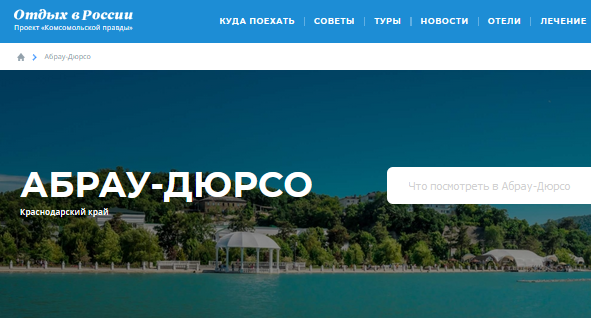 Отдых в России
Проект «Комсомольской правды»
КУДА ПОЕХАТЬ | СОВЕТЫ | ТУРЫ | НОВОСТИ | ОТЕЛИ | ЛЕЧЕНИЕ
Абрау-Дюрсо
АБРАУ-ДЮРСО
Что посмотреть в Абрау-Дюрсо
Краснодарский край